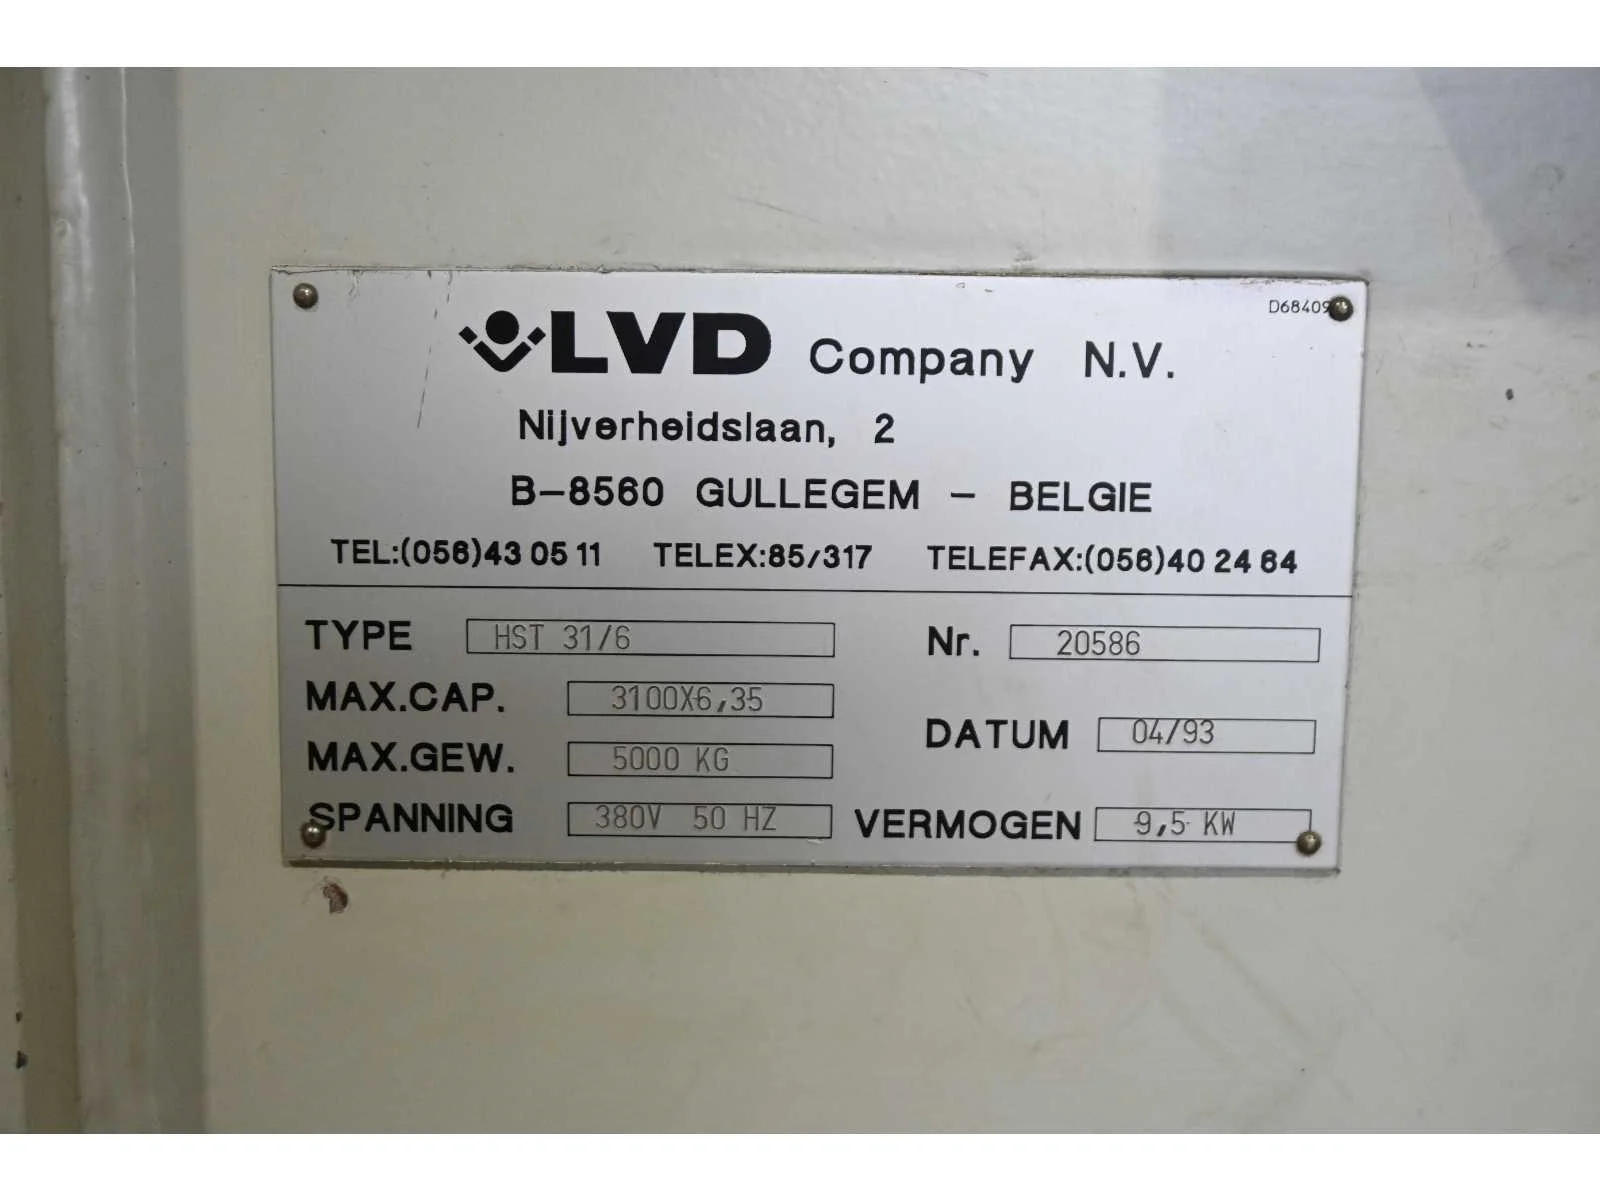 D68409
LVD Company N.V.
Nijverheidslaan, 2
B-8560 GULLEGEM - BELGIE
TEL:(056)43 05 11 TELEX:85/317 TELEFAX:(056)40 24 64
TYPE HST 31/6 Nr. 20586
MAX.CAP. 3100X6,35
DATUM 04/93
MAX.GEW. 5000 KG
SPANNING 380V 50 HZ VERMOGEN 9,5 KW